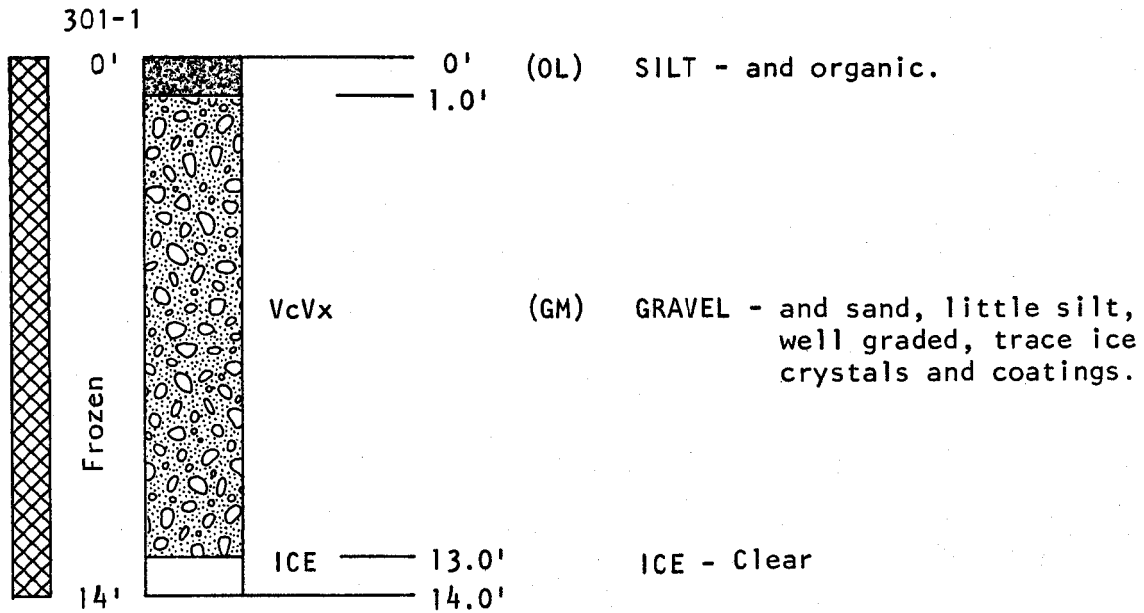 301-1
0' 0' (OL) SILT - and organic.
1.0'
VcVx (GM) GRAVEL - and sand, little silt,
well graded, trace ice
crystals and coatings.
Frozen
ICE 13.0' ICE - Clear
14' 14.0'